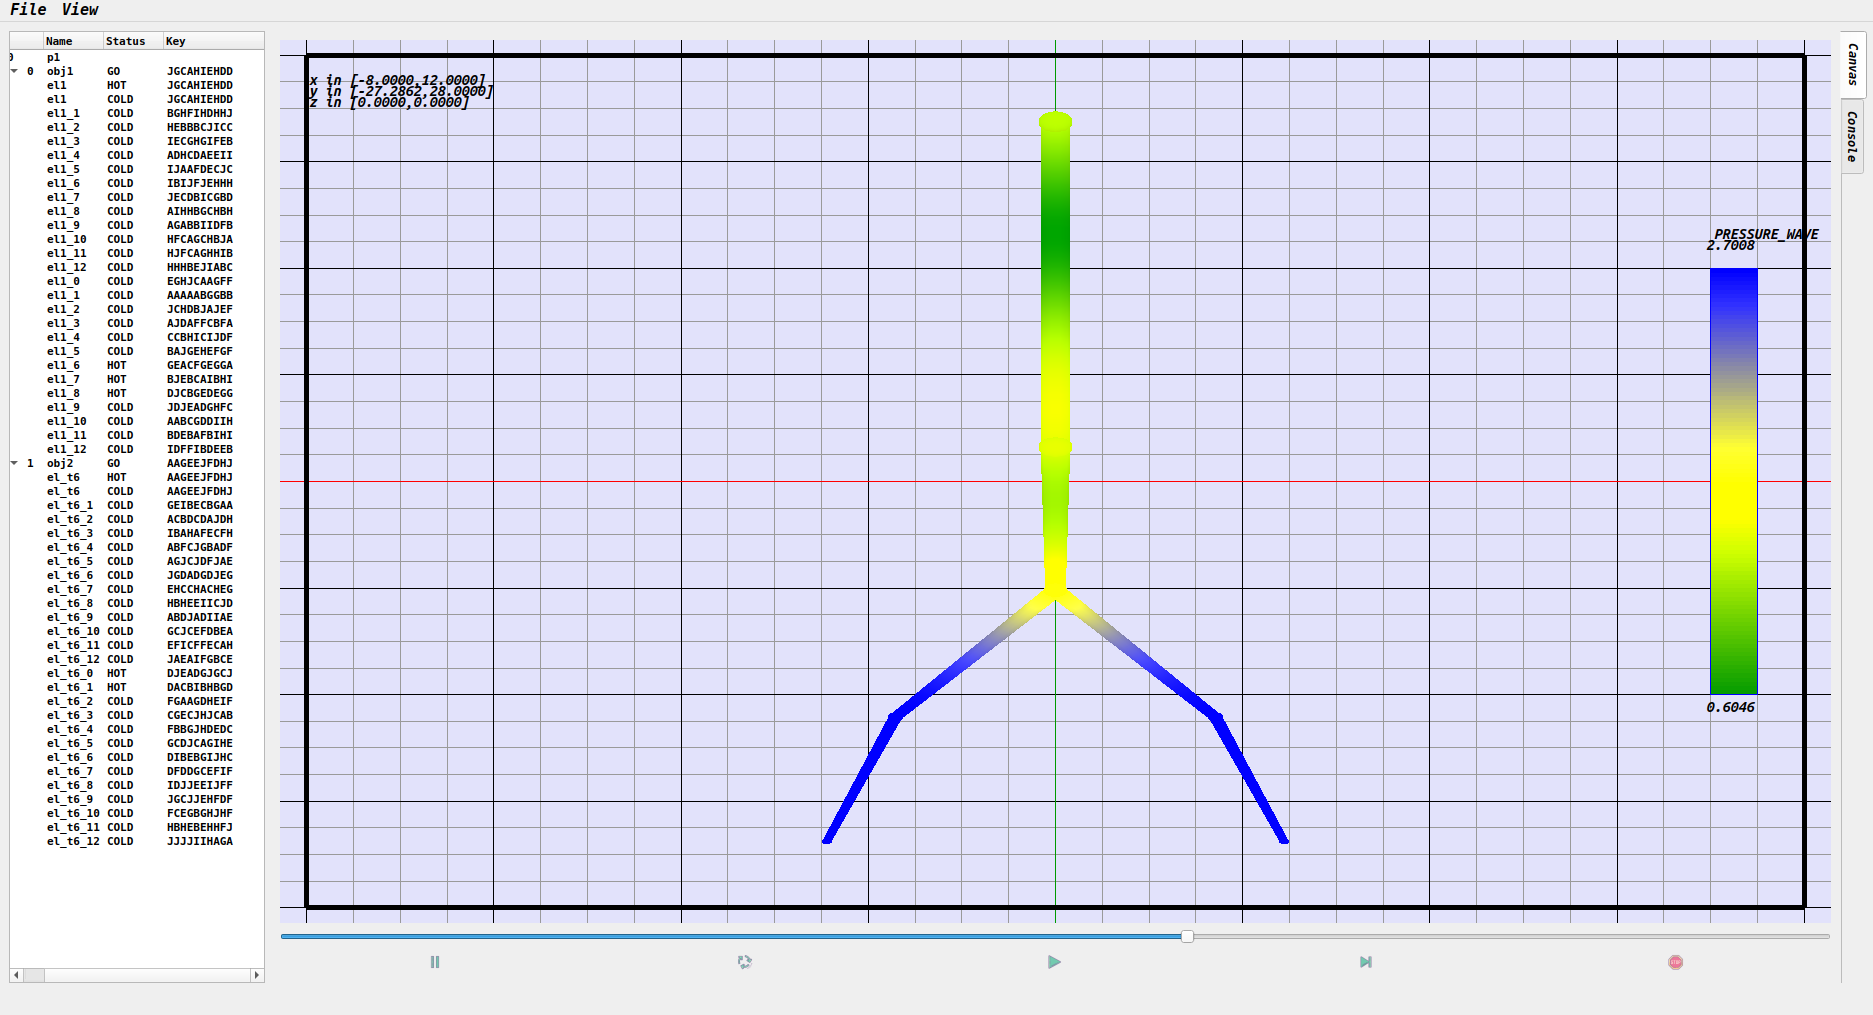 File View
Name Status Key
0 p1
0 obj1 GO JGCAHIEHDD
el1 HOT JGCAHIEHDD
el1 COLD JGCAHIEHDD
el1_1 COLD BGHFIHDHHJ
el1_2 COLD HEBBBCJICC
el1_3 COLD IECGHGIFEB
el1_4 COLD ADHCDAEEII
el1_5 COLD IJAAFDECJC
el1_6 COLD IBIJFJEHHH
el1_7 COLD JECDBICGBD
el1_8 COLD AIHHBGCHBH
el1_9 COLD AGABBIIDFB
el1_10 COLD HFCAGCHBJA
el1_11 COLD HJFCAGHHIB
el1_12 COLD HHHBEJIABC
el1_0 COLD EGHJCAAGFF
el1_1 COLD AAAAABGGBB
el1_2 COLD JCHDBJAJEF
el1_3 COLD AJDAFFCBFA
el1_4 COLD CCBHICIJDF
el1_5 COLD BAJGEHEFGF
el1_6 HOT GEACFGEGGA
el1_7 HOT BJEBCAIBHI
el1_8 HOT DJCBGEDEGG
el1_9 COLD JDJEADGHFC
el1_10 COLD AABCGDDIIH
el1_11 COLD BDEBAFBIHI
el1_12 COLD IDFFIBDEEB
1 obj2 GO AAGEEJFDHJ
el_t6 HOT AAGEEJFDHJ
el_t6 COLD AAGEEJFDHJ
el_t6_1 COLD GEIBECBGAA
el_t6_2 COLD ACBDCDAJDH
el_t6_3 COLD IBAHAFECFH
el_t6_4 COLD ABFCJGBADF
el_t6_5 COLD AGJCJDFJAE
el_t6_6 COLD JGDADGDJEG
el_t6_7 COLD EHCCHACHEG
el_t6_8 COLD HBHEEIICJD
el_t6_9 COLD ABDJADIIAE
el_t6_10 COLD GCJCEFDBEA
el_t6_11 COLD EFICFFECAH
el_t6_12 COLD JAEAIFGBCE
el_t6_0 HOT DJEADGJGCJ
el_t6_1 HOT DACBIBHBGD
el_t6_2 COLD FGAAGDHEIF
el_t6_3 COLD CGECJHJCAB
el_t6_4 COLD FBBGJHDEDC
el_t6_5 COLD GCDJCAGIHE
el_t6_6 COLD DIBEBGIJHC
el_t6_7 COLD DFDDGCEFIF
el_t6_8 COLD IDJJEEIJFF
el_t6_9 COLD JGCJJEHFDF
el_t6_10 COLD FCEGBGHJHF
el_t6_11 COLD HBHEBEHHFJ
el_t6_12 COLD JJJJIIHAGA
x in [-8.0000,12.0000]
y in [-27.2862,28.0000]
z in [0.0000,0.0000]
PRESSURE_WAVE
2.7008
0.6046
Canvas
Console
STOP